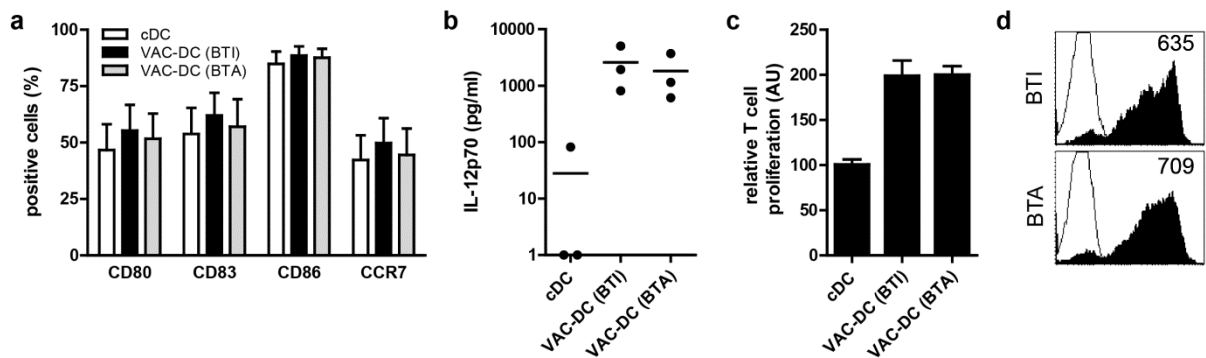 a
positive cells (%)
100
75
50
25
0
cDC
VAC-DC (BTI)
VAC-DC (BTA)
CD80
CD83
CD86
CCR7
b
IL-12p70 (pg/ml)
10000
1000
100
10
1
cDC
VAC-DC (BTI)
VAC-DC (BTA)
c
relative T cell
proliferation (AU)
250
200
150
100
50
0
cDC
VAC-DC (BTI)
VAC-DC (BTA)
d
BTI
635
BTA
709